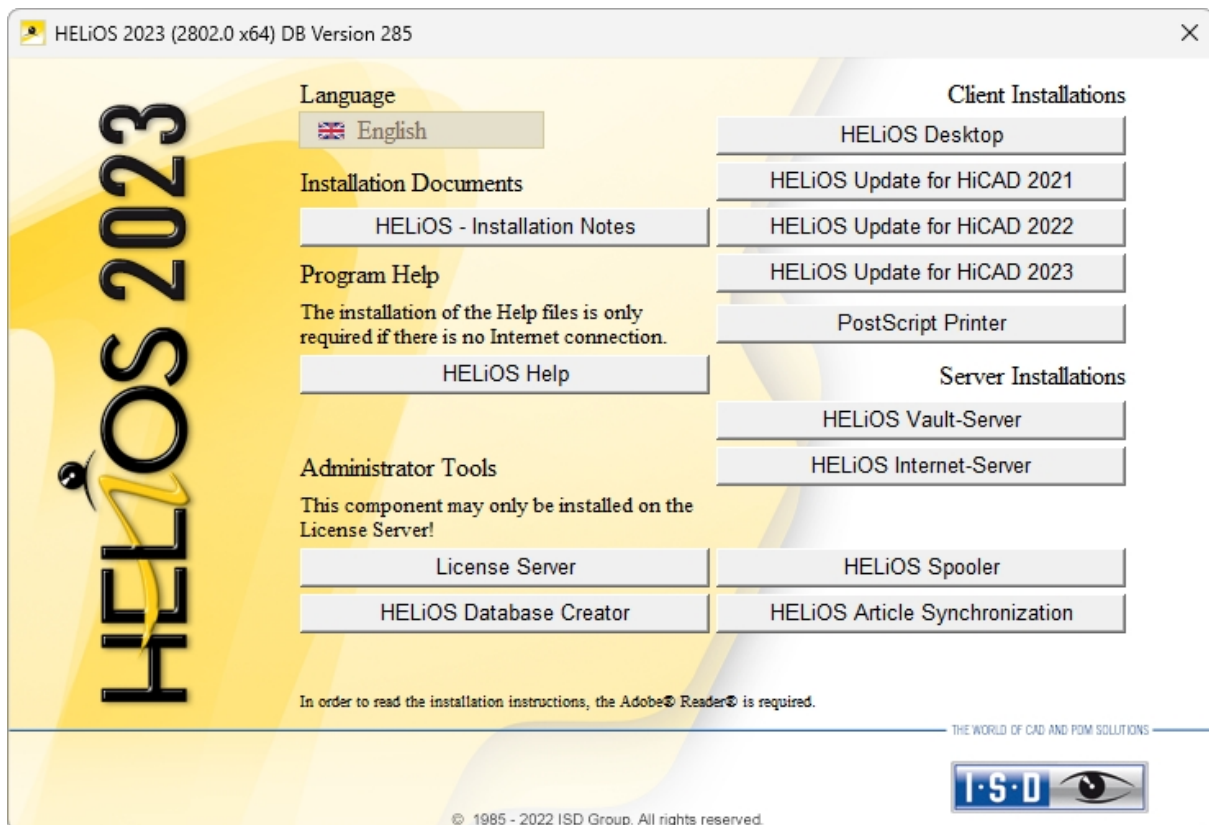 HELiOS 2023 (2802.0 x64) DB Version 285
HELiOS 2023
Language
English
Installation Documents
HELiOS - Installation Notes
Program Help
The installation of the Help files is only
required if there is no Internet connection.
HELiOS Help
Administrator Tools
This component may only be installed on the
License Server!
License Server
HELiOS Database Creator
Client Installations
HELiOS Desktop
HELiOS Update for HiCAD 2021
HELiOS Update for HiCAD 2022
HELiOS Update for HiCAD 2023
PostScript Printer
Server Installations
HELiOS Vault-Server
HELiOS Internet-Server
HELiOS Spooler
HELiOS Article Synchronization
In order to read the installation instructions, the Adobe® Reader® is required.
THE WORLD OF CAD AND PDM SOLUTIONS
I·S·D
© 1985 - 2022 ISD Group. All rights reserved.